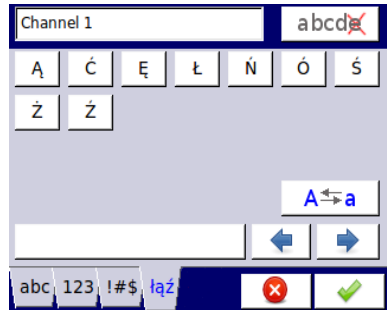 Channel 1 abcde
Ą Ć Ę Ł Ń Ó Ś
Ż Ź
A a
abc 123 !#$ łąź